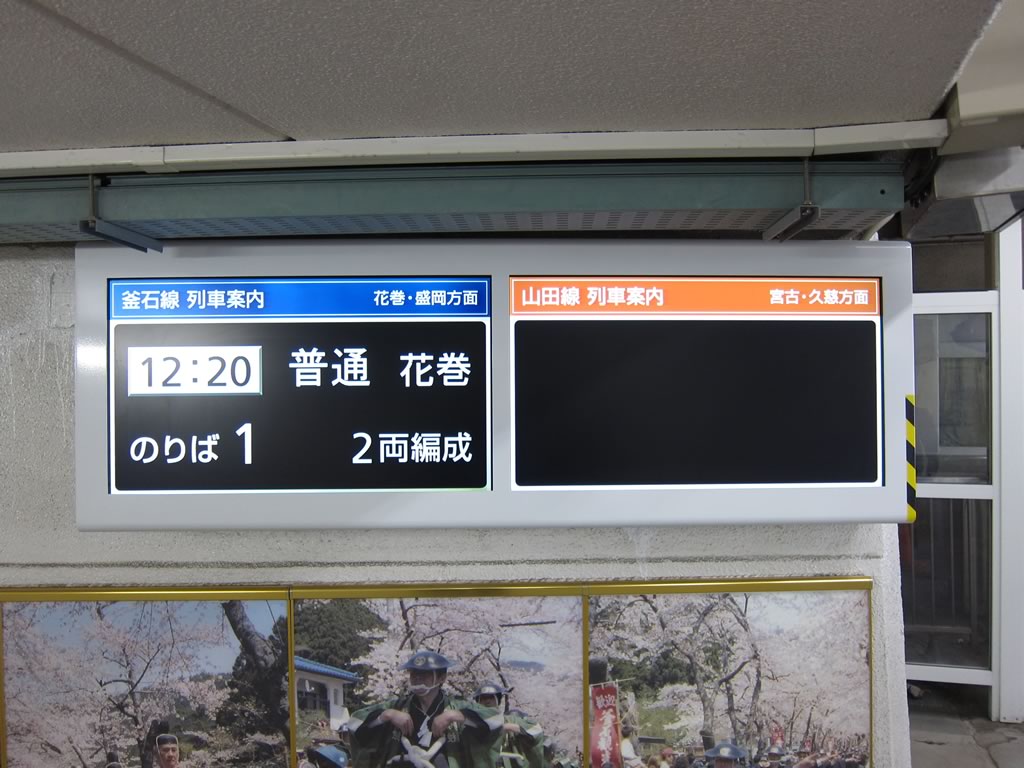 釜石線 列車案内 花巻・盛岡方面
12:20 普通 花巻
のりば 1 2両編成
山田線 列車案内 宮古・久慈方面